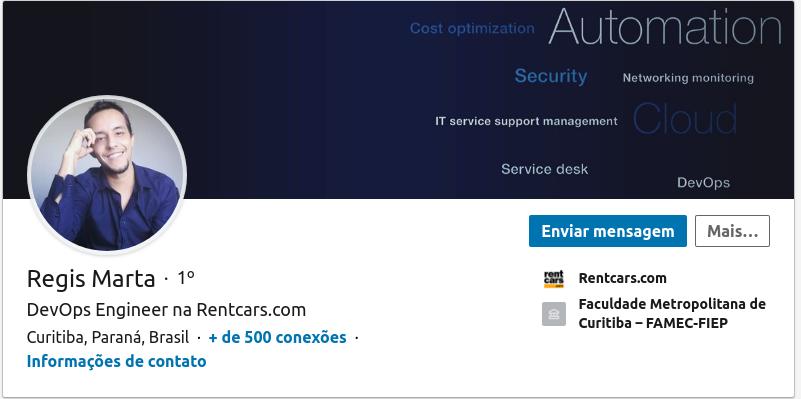 Cost optimization
Automation
Security
Networking monitoring
IT service support management
Cloud
Service desk
DevOps
Enviar mensagem
Mais...
Regis Marta · 1º
DevOps Engineer na Rentcars.com
Curitiba, Paraná, Brasil · + de 500 conexões ·
Informações de contato
rent
cars
Rentcars.com
Faculdade Metropolitana de
Curitiba – FAMEC-FIEP